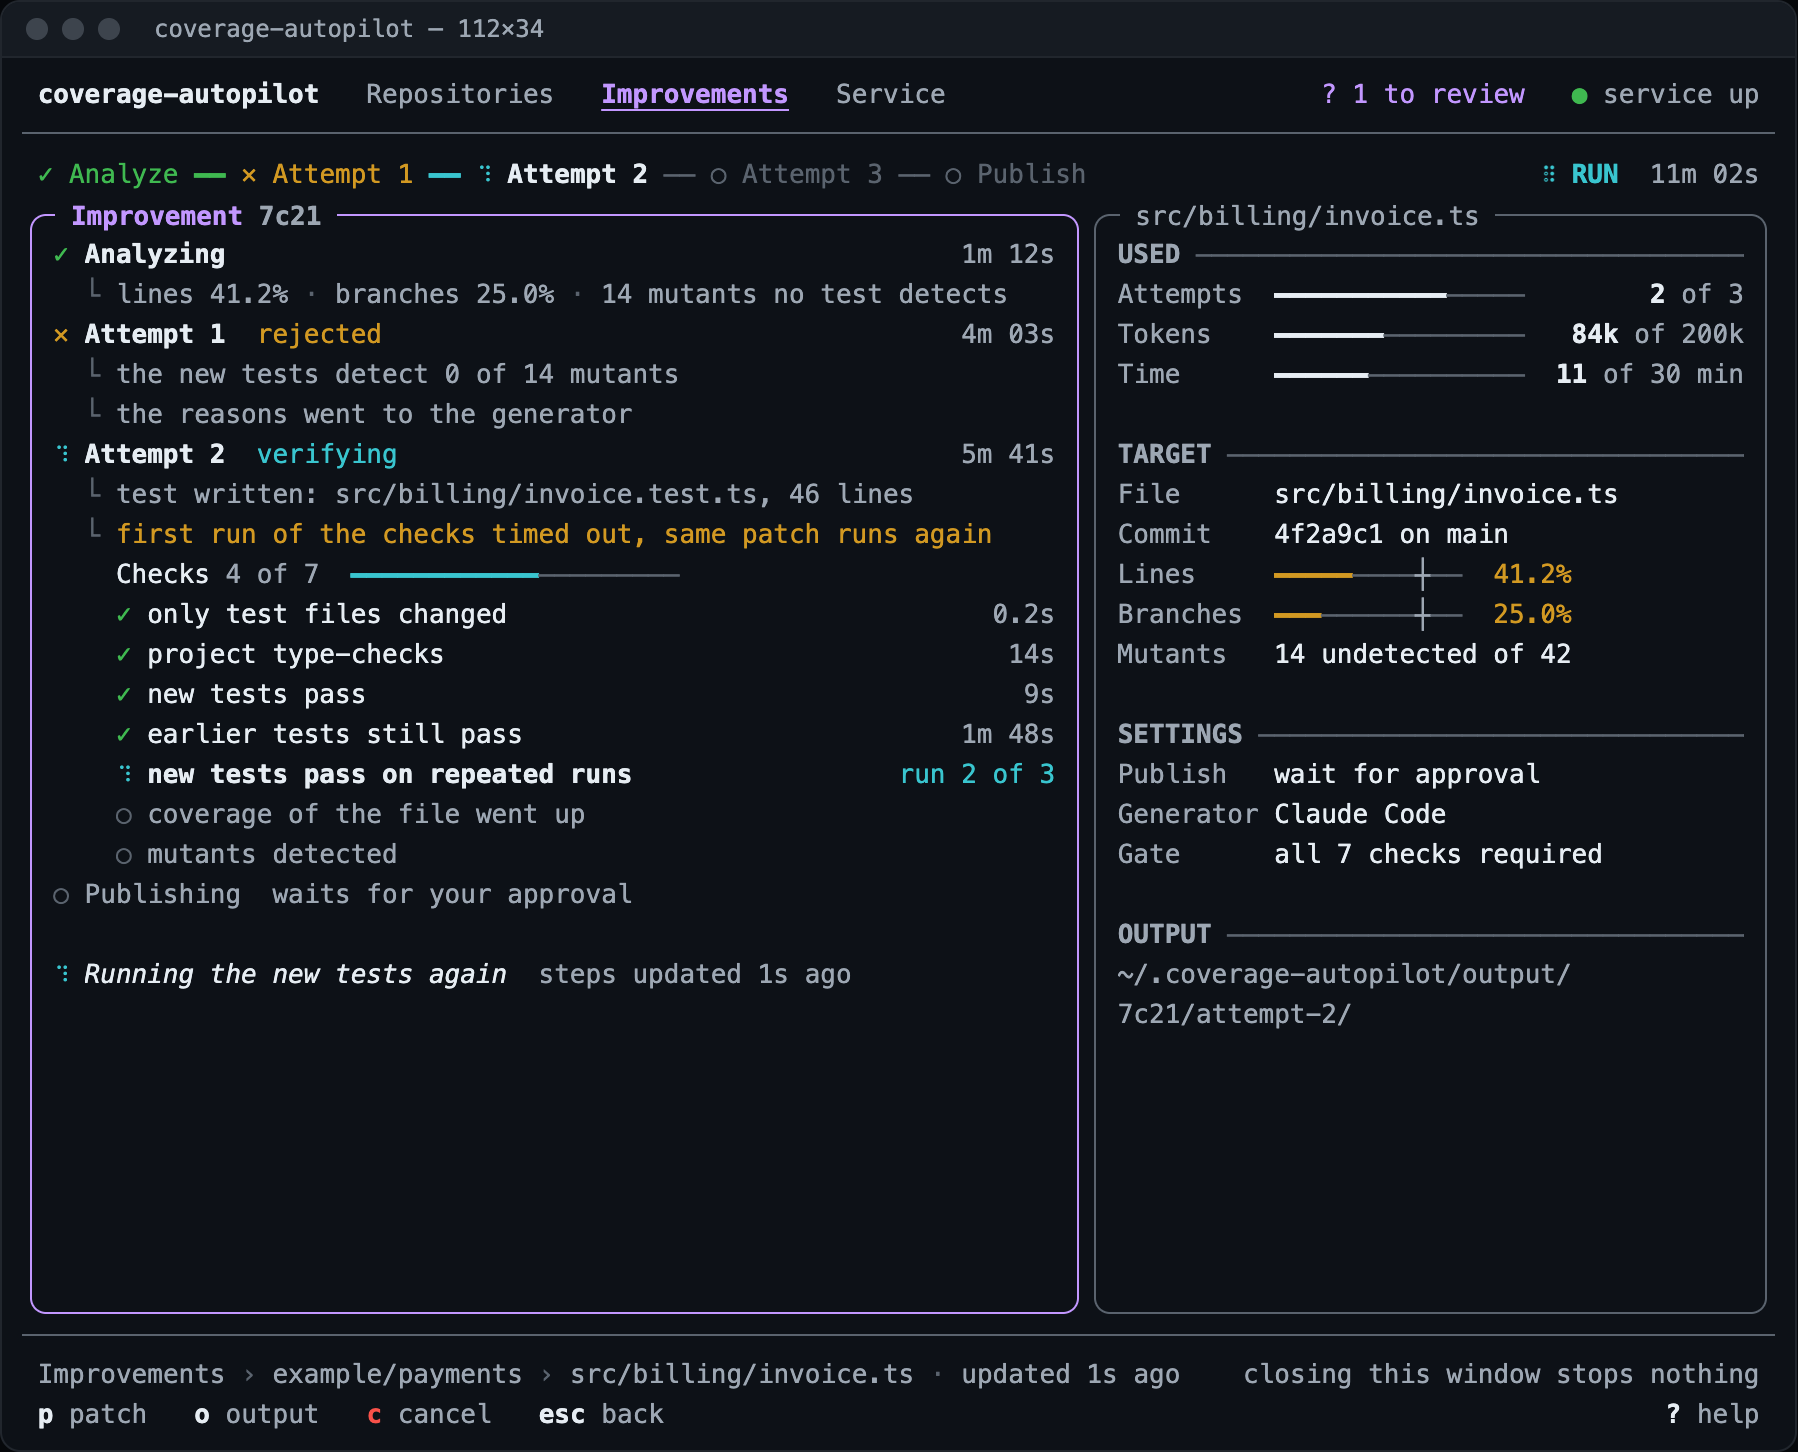 coverage-autopilot — 112×34
coverage-autopilot Repositories Improvements Service ? 1 to review ● service up
✓ Analyze — × Attempt 1 — Attempt 2 — ○ Attempt 3 — ○ Publish RUN 11m 02s
Improvement 7c21
✓ Analyzing 1m 12s
└ lines 41.2% · branches 25.0% · 14 mutants no test detects
× Attempt 1 rejected 4m 03s
└ the new tests detect 0 of 14 mutants
└ the reasons went to the generator
Attempt 2 verifying 5m 41s
└ test written: src/billing/invoice.test.ts, 46 lines
└ first run of the checks timed out, same patch runs again
Checks 4 of 7
✓ only test files changed 0.2s
✓ project type-checks 14s
✓ new tests pass 9s
✓ earlier tests still pass 1m 48s
new tests pass on repeated runs run 2 of 3
○ coverage of the file went up
○ mutants detected
○ Publishing waits for your approval
Running the new tests again steps updated 1s ago
src/billing/invoice.ts
USED
Attempts 2 of 3
Tokens 84k of 200k
Time 11 of 30 min
TARGET
File src/billing/invoice.ts
Commit 4f2a9c1 on main
Lines 41.2%
Branches 25.0%
Mutants 14 undetected of 42
SETTINGS
Publish wait for approval
Generator Claude Code
Gate all 7 checks required
OUTPUT
~/.coverage-autopilot/output/
7c21/attempt-2/
Improvements › example/payments › src/billing/invoice.ts · updated 1s ago closing this window stops nothing
p patch o output c cancel esc back ? help